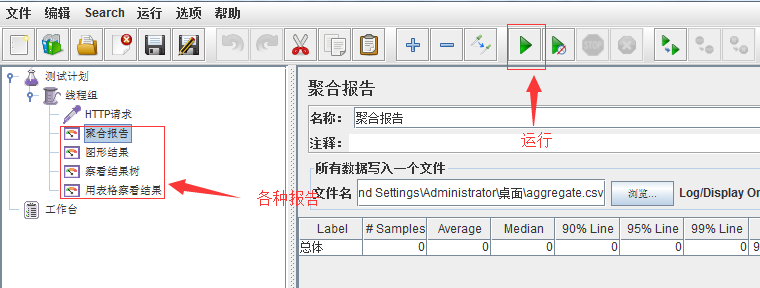 文件 编辑 Search 运行 选项 帮助
STOP
测试计划
线程组
HTTP请求
聚合报告
图形结果
察看结果树
用表格察看结果
工作台
各种报告
运行
聚合报告
名称： 聚合报告
注释：
所有数据写入一个文件
文件名 nd Settings\Administrator\桌面\aggregate.csv 浏览... Log/Display On
Label # Samples Average Median 90% Line 95% Line 99% Line
总体 0 0 0 0 0 0 9